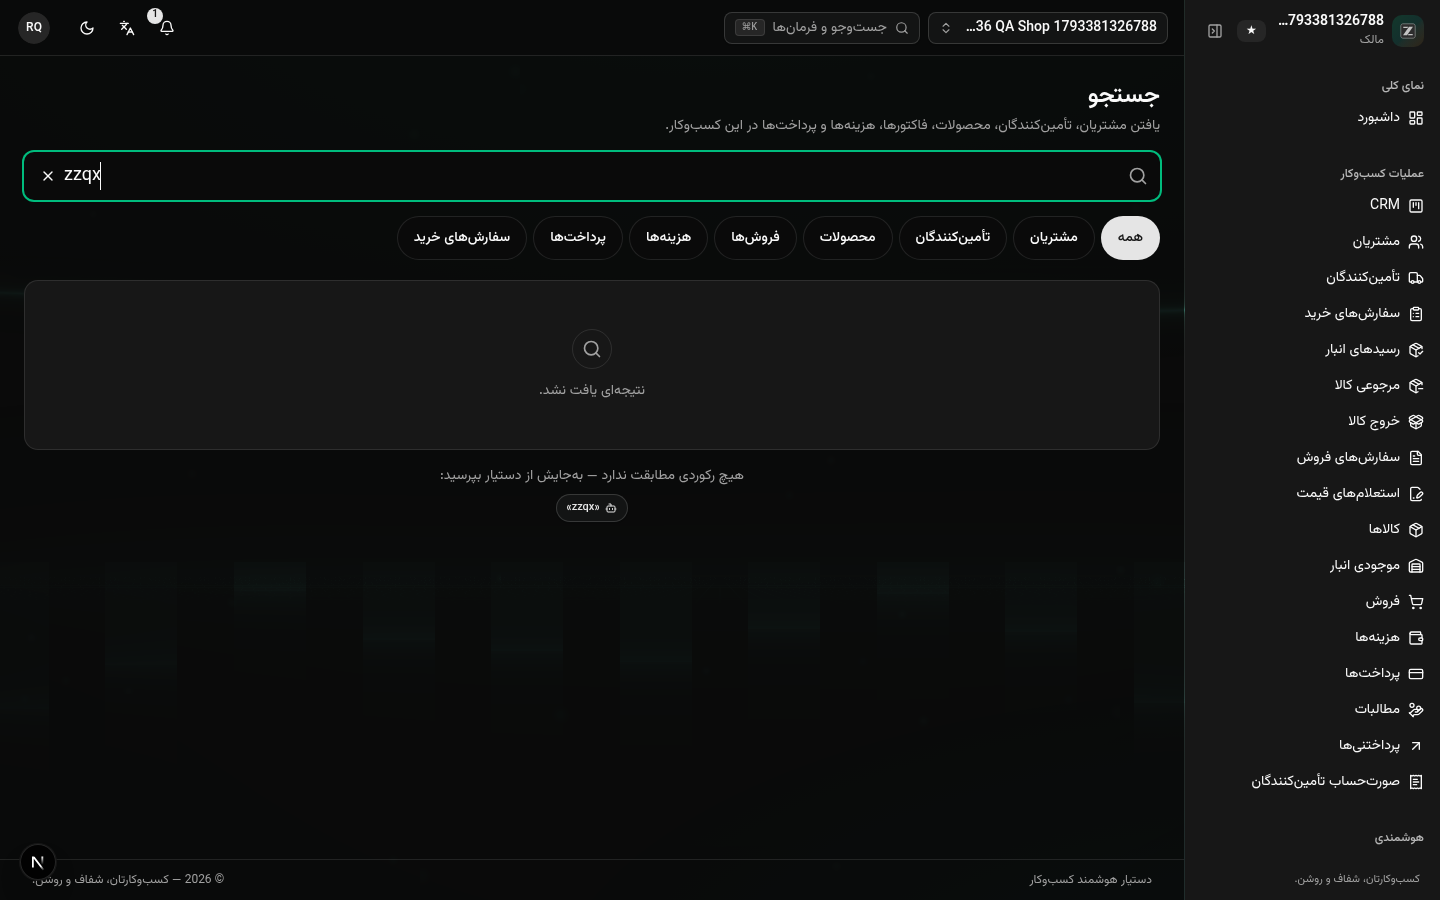 …793381326788
مالک
…36 QA Shop 1793381326788
جست‌وجو و فرمان‌ها
⌘K
1
RQ
نمای کلی
داشبورد
عملیات کسب‌وکار
CRM
مشتریان
تأمین‌کنندگان
سفارش‌های خرید
رسیدهای انبار
مرجوعی کالا
خروج کالا
سفارش‌های فروش
استعلام‌های قیمت
کالاها
موجودی انبار
فروش
هزینه‌ها
پرداخت‌ها
مطالبات
پرداختنی‌ها
صورت‌حساب تأمین‌کنندگان
هوشمندی
کسب‌وکارتان، شفاف و روشن.
جستجو
یافتن مشتریان، تأمین‌کنندگان، محصولات، فاکتورها، هزینه‌ها و پرداخت‌ها در این کسب‌وکار.
zzqx
همه
مشتریان
تأمین‌کنندگان
محصولات
فروش‌ها
هزینه‌ها
پرداخت‌ها
سفارش‌های خرید
نتیجه‌ای یافت نشد.
هیچ رکوردی مطابقت ندارد — به‌جایش از دستیار بپرسید:
«zzqx»
دستیار هوشمند کسب‌وکار
© 2026 — کسب‌وکارتان، شفاف و روشن.